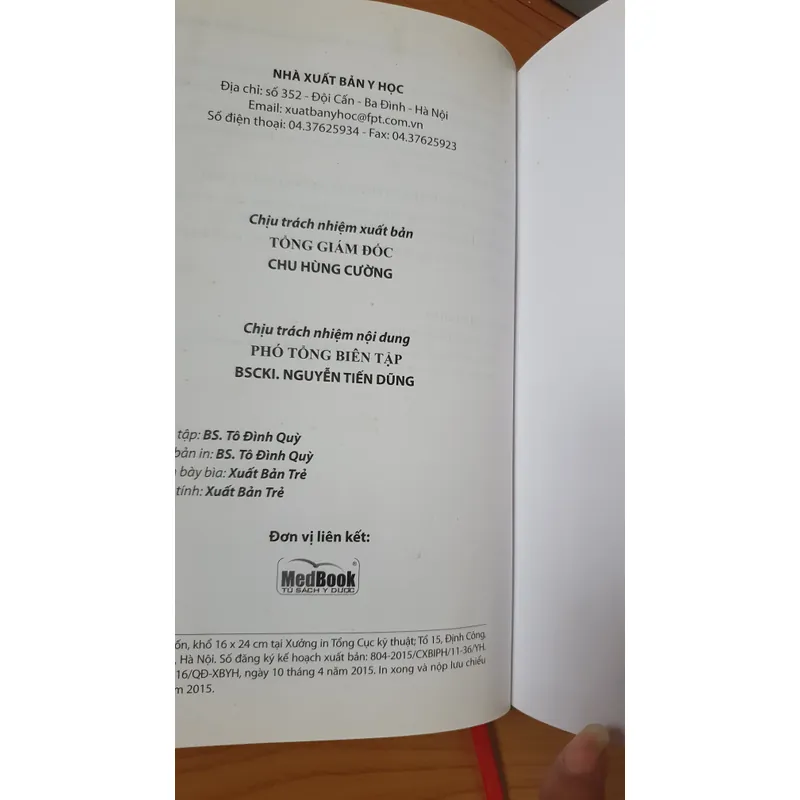 NHÀ XUẤT BẢN Y HỌC
Địa chỉ: số 352 - Đội Cấn - Ba Đình - Hà Nội
Email: xuatbanyhoc@fpt.com.vn
Số điện thoại: 04.37625934 - Fax: 04.37625923
Chịu trách nhiệm xuất bản
TỔNG GIÁM ĐỐC
CHU HÙNG CƯỜNG
Chịu trách nhiệm nội dung
PHÓ TỔNG BIÊN TẬP
BSCKI. NGUYỄN TIẾN DŨNG
tập: BS. Tô Đình Quỳ
bản in: BS. Tô Đình Quỳ
bày bìa: Xuất Bản Trẻ
tính: Xuất Bản Trẻ
Đơn vị liên kết:
MedBook ®
TỦ SÁCH Y DƯỢC
khổ 16 x 24 cm tại Xưởng in Tổng Cục kỹ thuật; Tổ 15, Định Công,
Hà Nội. Số đăng ký kế hoạch xuất bản: 804-2015/CXBIPH/11-36/YH.
16/QĐ-XBYH, ngày 10 tháng 4 năm 2015. In xong và nộp lưu chiểu
2015.